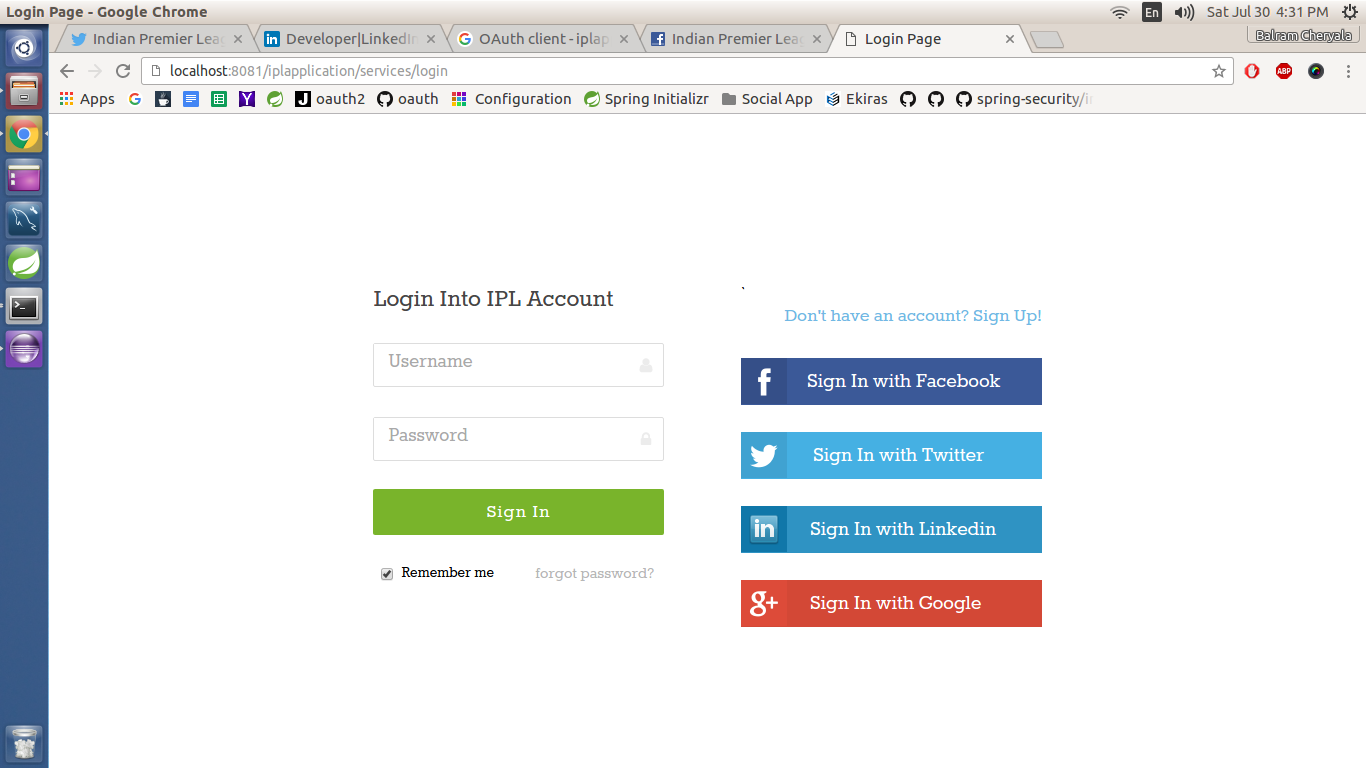 Login Page - Google Chrome
En
Sat Jul 30 4:31 PM
Indian Premier Lea
Developer|LinkedIn
OAuth client - iplap
Indian Premier Lea
Login Page
Balram Cheryala
localhost:8081/iplapplication/services/login
ABP
Apps
oauth2
oauth
Configuration
Spring Initializr
Social App
Ekiras
spring-security/
Login Into IPL Account
`
Don't have an account? Sign Up!
Username
Sign In with Facebook
Password
Sign In with Twitter
Sign In
in
Sign In with Linkedin
Remember me
forgot password?
g+
Sign In with Google